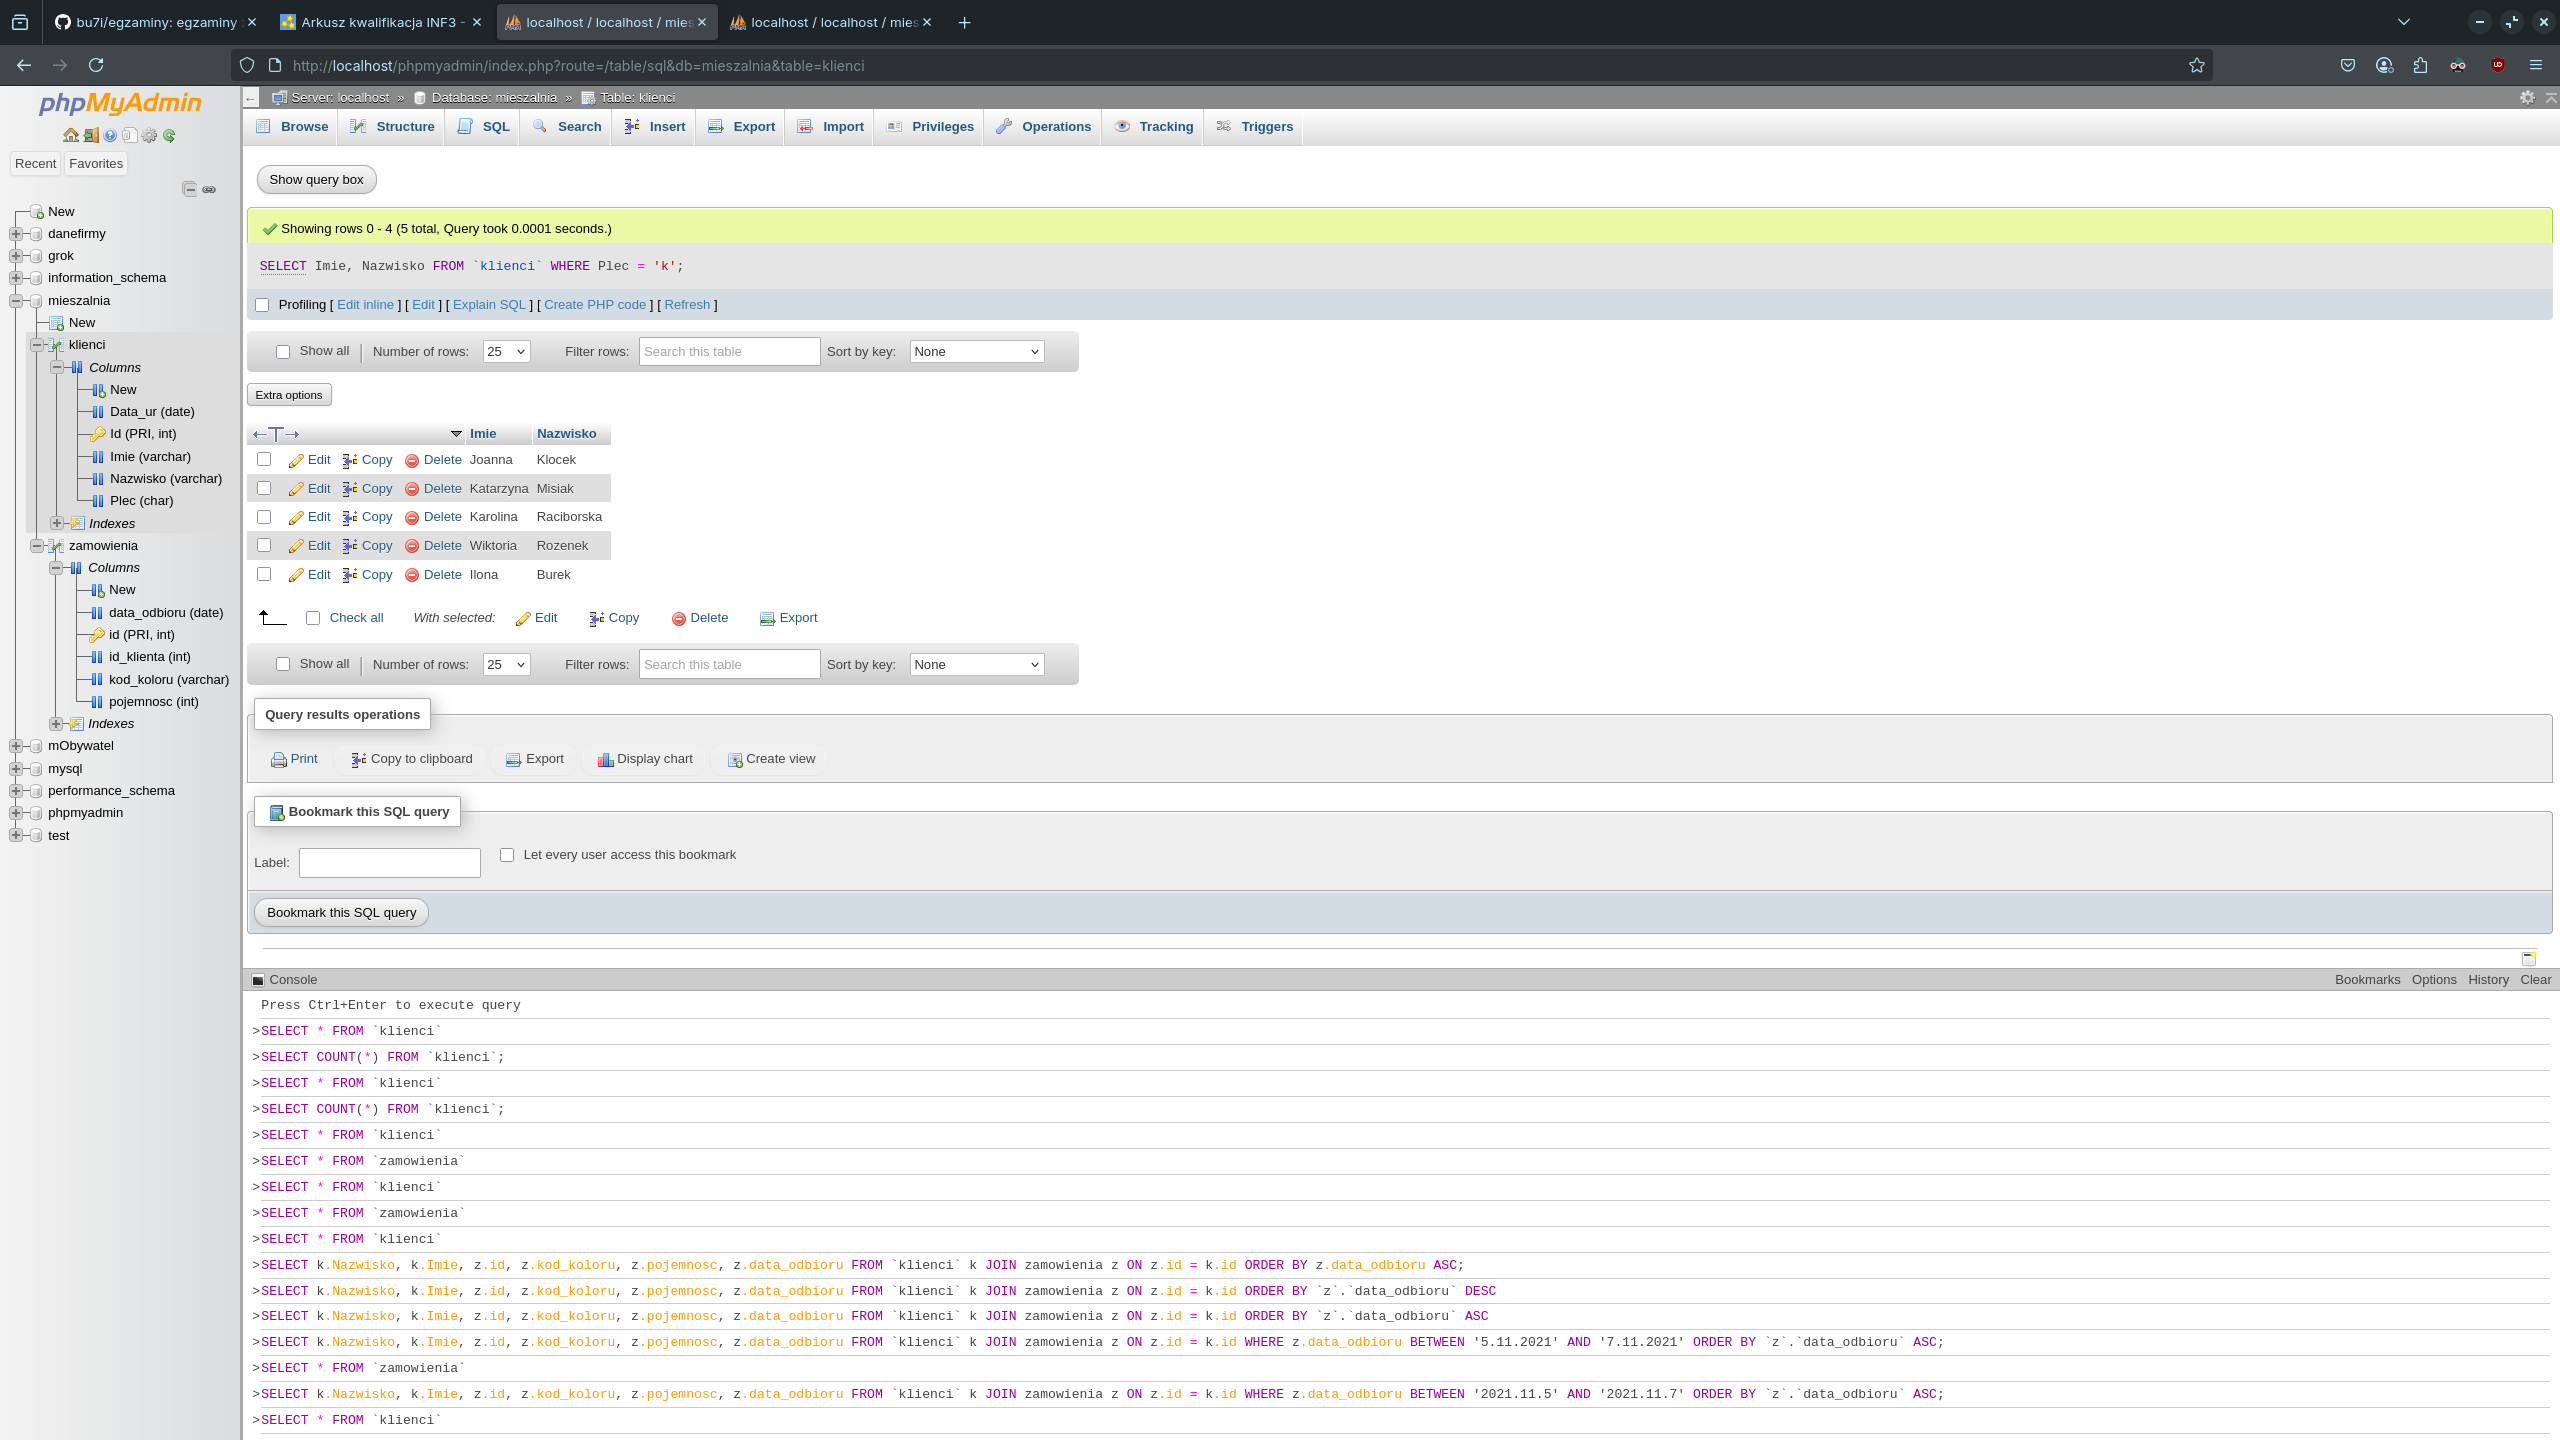 bu7i/egzaminy: egzaminy
Arkusz kwalifikacja INF3 -
localhost / localhost / mies
localhost / localhost / mies
http://localhost/phpmyadmin/index.php?route=/table/sql&db=mieszalnia&table=klienci
phpMyAdmin
Recent Favorites
New
danefirmy
grok
information_schema
mieszalnia
New
klienci
Columns
New
Data_ur (date)
Id (PRI, int)
Imie (varchar)
Nazwisko (varchar)
Plec (char)
Indexes
zamowienia
Columns
New
data_odbioru (date)
id (PRI, int)
id_klienta (int)
kod_koloru (varchar)
pojemnosc (int)
Indexes
mObywatel
mysql
performance_schema
phpmyadmin
test
Server: localhost » Database: mieszalnia » Table: klienci
Browse Structure SQL Search Insert Export Import Privileges Operations Tracking Triggers
Show query box
Showing rows 0 - 4 (5 total, Query took 0.0001 seconds.)
SELECT Imie, Nazwisko FROM `klienci` WHERE Plec = 'k';
Profiling [ Edit inline ] [ Edit ] [ Explain SQL ] [ Create PHP code ] [ Refresh ]
Show all Number of rows: 25 Filter rows: Search this table Sort by key: None
Extra options
←T→ Imie Nazwisko
Edit Copy Delete Joanna Klocek
Edit Copy Delete Katarzyna Misiak
Edit Copy Delete Karolina Raciborska
Edit Copy Delete Wiktoria Rozenek
Edit Copy Delete Ilona Burek
Check all With selected: Edit Copy Delete Export
Show all Number of rows: 25 Filter rows: Search this table Sort by key: None
Query results operations
Print Copy to clipboard Export Display chart Create view
Bookmark this SQL query
Label: Let every user access this bookmark
Bookmark this SQL query
Console Bookmarks Options History Clear
Press Ctrl+Enter to execute query
>SELECT * FROM `klienci`
>SELECT COUNT(*) FROM `klienci`;
>SELECT * FROM `klienci`
>SELECT COUNT(*) FROM `klienci`;
>SELECT * FROM `klienci`
>SELECT * FROM `zamowienia`
>SELECT * FROM `klienci`
>SELECT * FROM `zamowienia`
>SELECT * FROM `klienci`
>SELECT k.Nazwisko, k.Imie, z.id, z.kod_koloru, z.pojemnosc, z.data_odbioru FROM `klienci` k JOIN zamowienia z ON z.id = k.id ORDER BY z.data_odbioru ASC;
>SELECT k.Nazwisko, k.Imie, z.id, z.kod_koloru, z.pojemnosc, z.data_odbioru FROM `klienci` k JOIN zamowienia z ON z.id = k.id ORDER BY `z`.`data_odbioru` DESC
>SELECT k.Nazwisko, k.Imie, z.id, z.kod_koloru, z.pojemnosc, z.data_odbioru FROM `klienci` k JOIN zamowienia z ON z.id = k.id ORDER BY `z`.`data_odbioru` ASC
>SELECT k.Nazwisko, k.Imie, z.id, z.kod_koloru, z.pojemnosc, z.data_odbioru FROM `klienci` k JOIN zamowienia z ON z.id = k.id WHERE z.data_odbioru BETWEEN '5.11.2021' AND '7.11.2021' ORDER BY `z`.`data_odbioru` ASC;
>SELECT * FROM `zamowienia`
>SELECT k.Nazwisko, k.Imie, z.id, z.kod_koloru, z.pojemnosc, z.data_odbioru FROM `klienci` k JOIN zamowienia z ON z.id = k.id WHERE z.data_odbioru BETWEEN '2021.11.5' AND '2021.11.7' ORDER BY `z`.`data_odbioru` ASC;
>SELECT * FROM `klienci`